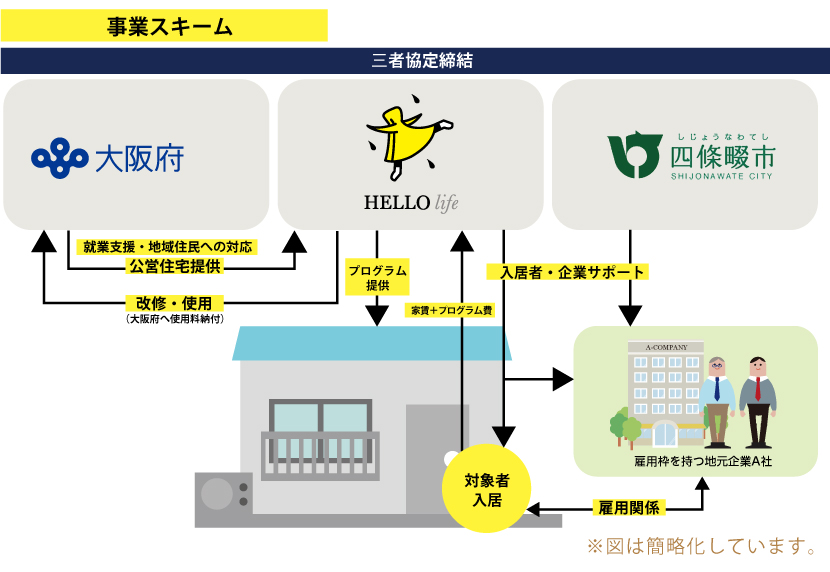 事業スキーム
三者協定締結
大阪府
HELLO life
しじょうなわてし
四條畷市
SHIJONAWATE CITY
就業支援・地域住民への対応
公営住宅提供
改修・使用
（大阪府へ使用料納付）
プログラム
提供
家賃＋プログラム費
入居者・企業サポート
A-COMPANY
雇用枠を持つ地元企業A社
対象者
入居
雇用関係
※図は簡略化しています。